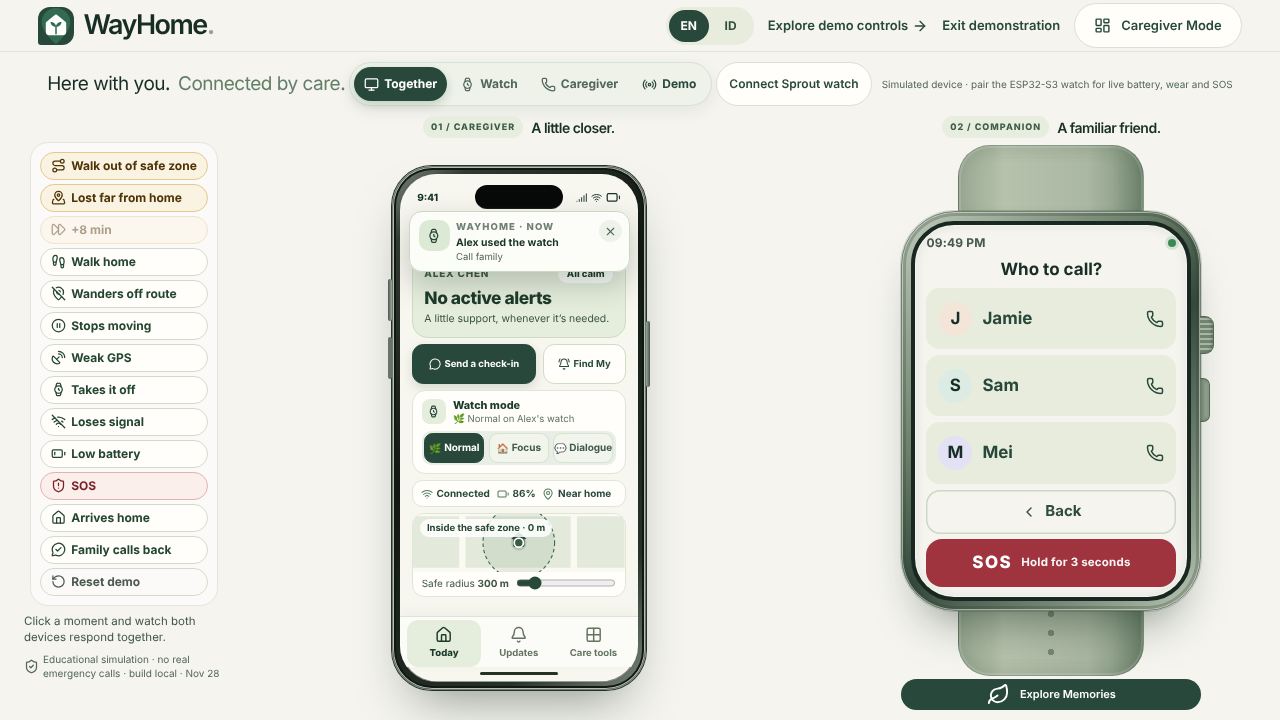 WayHome.
EN
ID
Explore demo controls
Exit demonstration
Caregiver Mode
Here with you. Connected by care.
Together
Watch
Caregiver
Demo
Connect Sprout watch
Simulated device · pair the ESP32-S3 watch for live battery, wear and SOS
Walk out of safe zone
Lost far from home
+8 min
Walk home
Wanders off route
Stops moving
Weak GPS
Takes it off
Loses signal
Low battery
SOS
Arrives home
Family calls back
Reset demo
Click a moment and watch both
devices respond together.
Educational simulation · no real
emergency calls · build local · Nov 28
01 / CAREGIVER
A little closer.
9:41
WAYHOME · NOW
Alex used the watch
Call family
ALEX CHEN
All calm
No active alerts
A little support, whenever it's needed.
Send a check-in
Find My
Watch mode
Normal on Alex's watch
Normal
Focus
Dialogue
Connected
86%
Near home
Inside the safe zone · 0 m
Safe radius 300 m
Today
Updates
Care tools
02 / COMPANION
A familiar friend.
09:49 PM
Who to call?
J Jamie
S Sam
M Mei
Back
SOS Hold for 3 seconds
Explore Memories